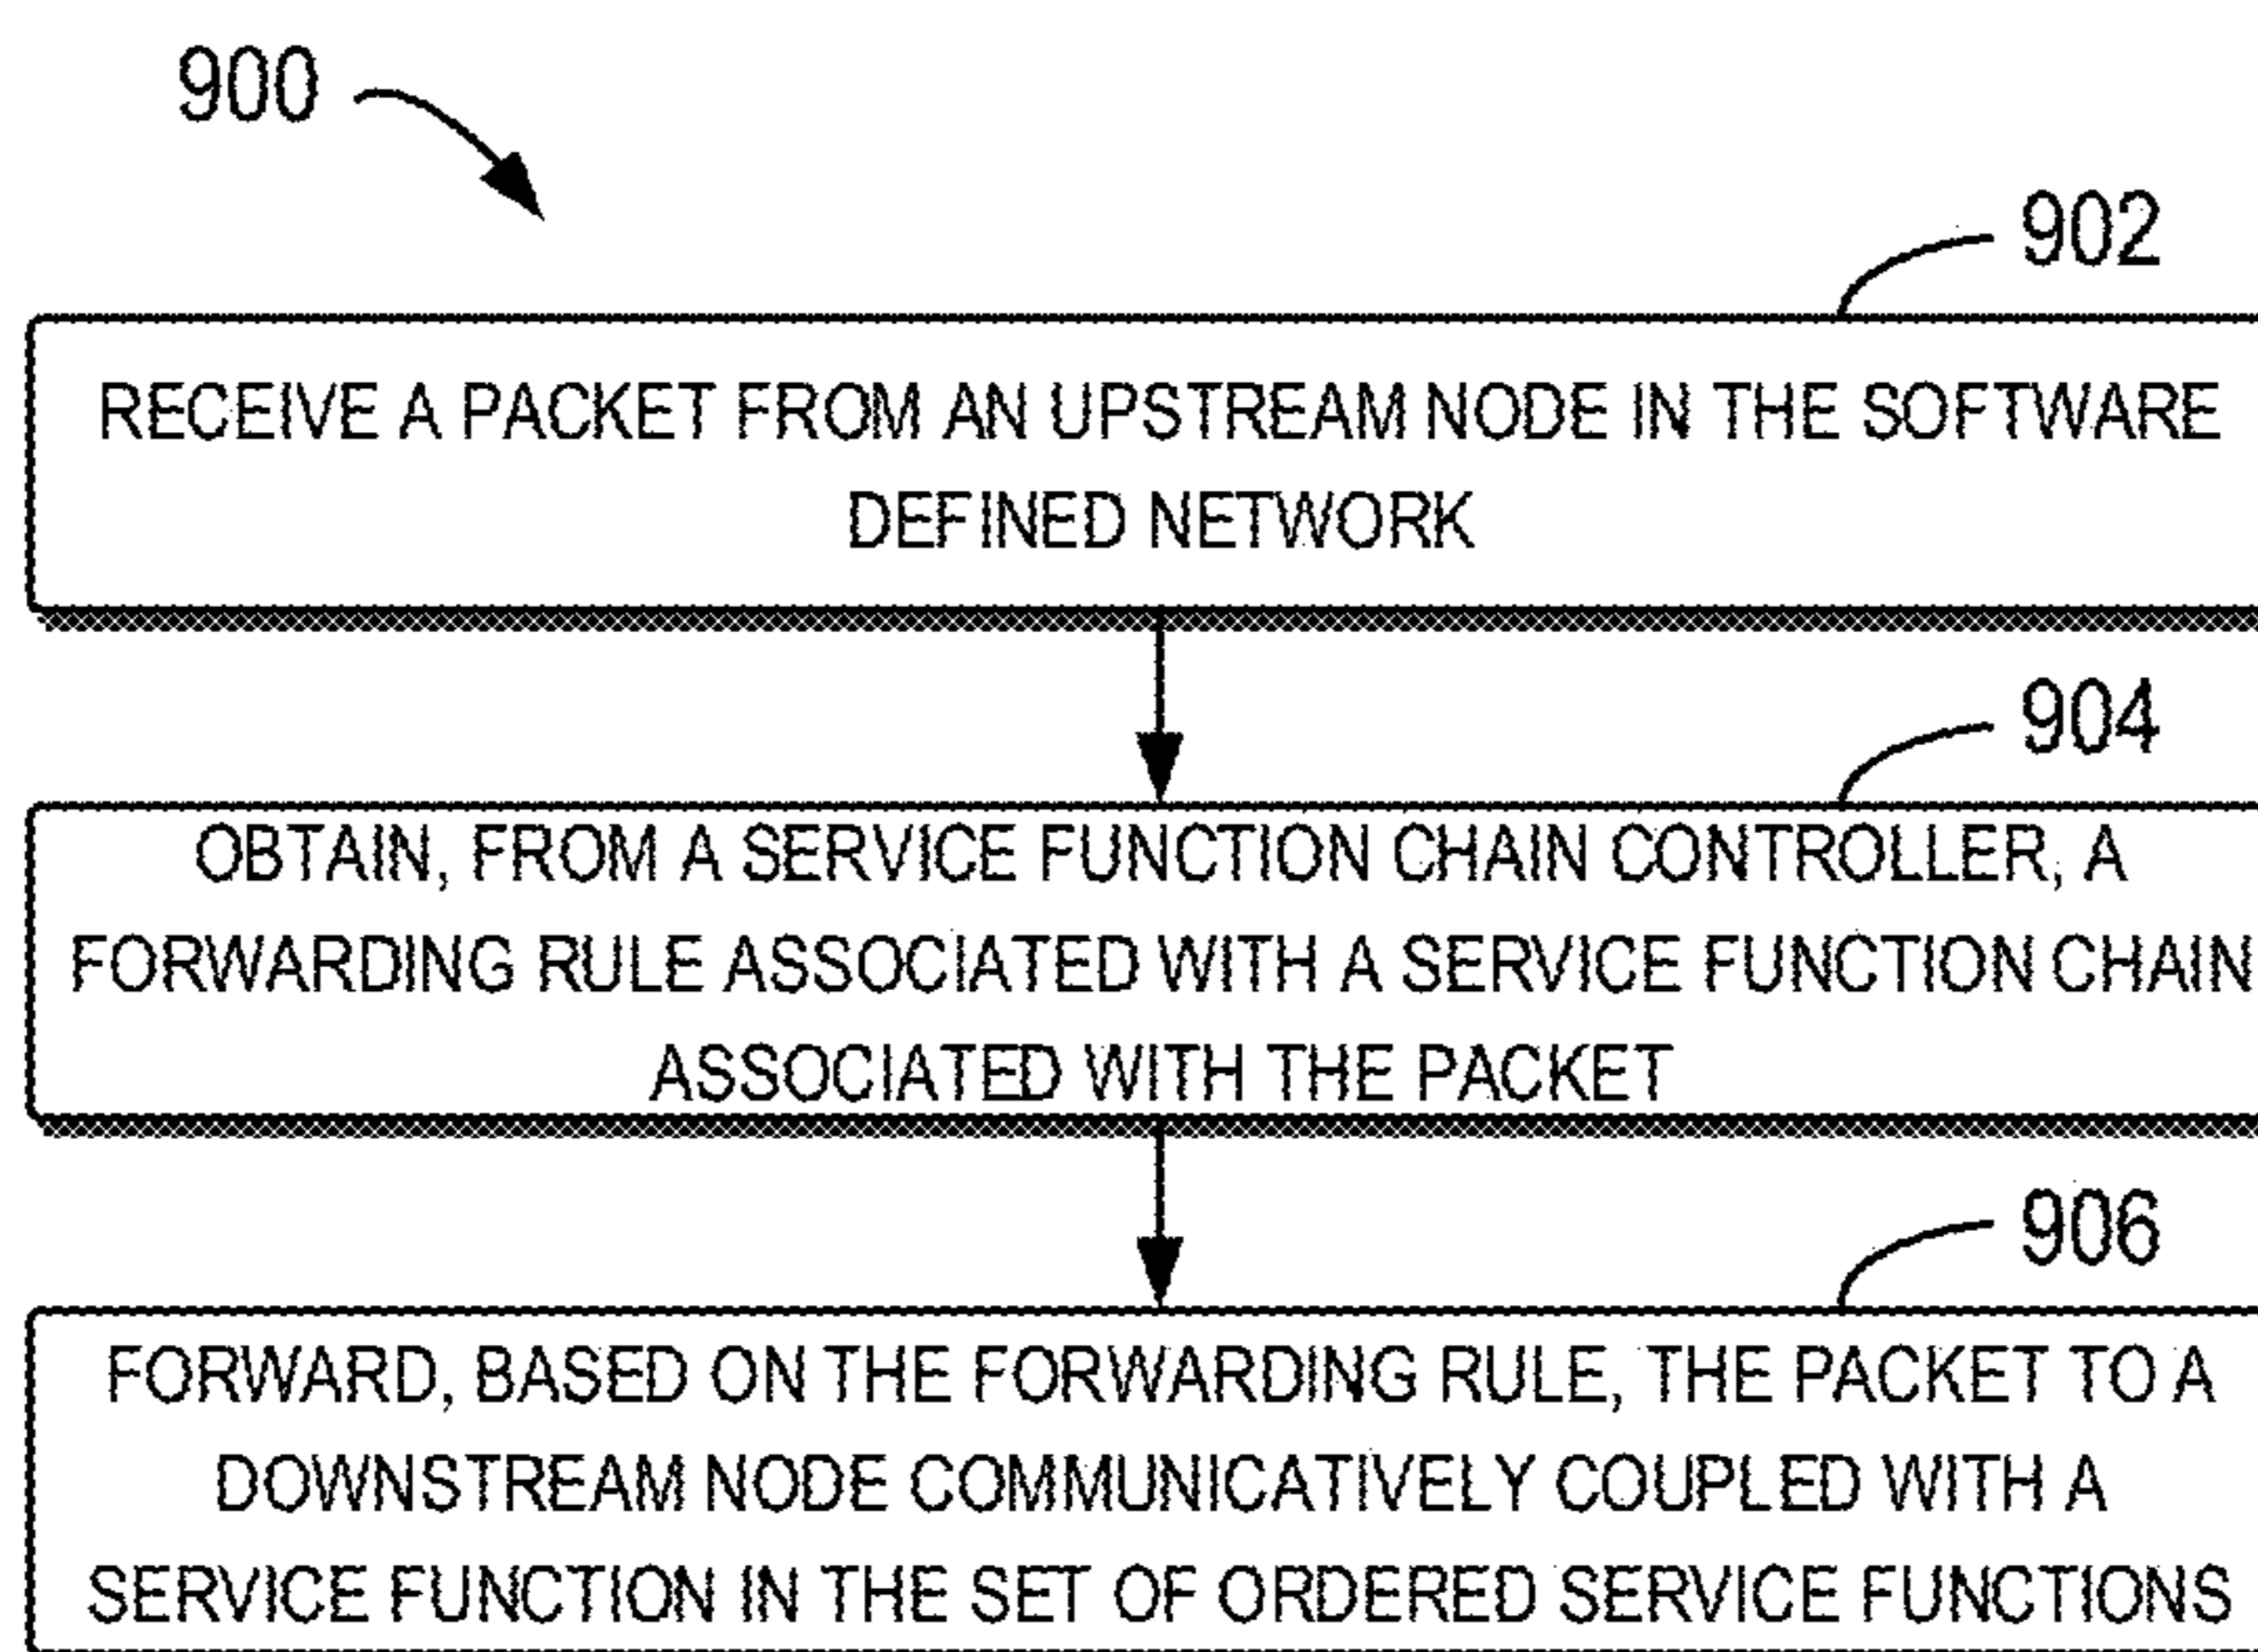 900
902
RECEIVE A PACKET FROM AN UPSTREAM NODE IN THE SOFTWARE
DEFINED NETWORK
904
OBTAIN, FROM A SERVICE FUNCTION CHAIN CONTROLLER, A
FORWARDING RULE ASSOCIATED WITH A SERVICE FUNCTION CHAIN
ASSOCIATED WITH THE PACKET
906
FORWARD, BASED ON THE FORWARDING RULE, THE PACKET TO A
DOWNSTREAM NODE COMMUNICATIVELY COUPLED WITH A
SERVICE FUNCTION IN THE SET OF ORDERED SERVICE FUNCTIONS